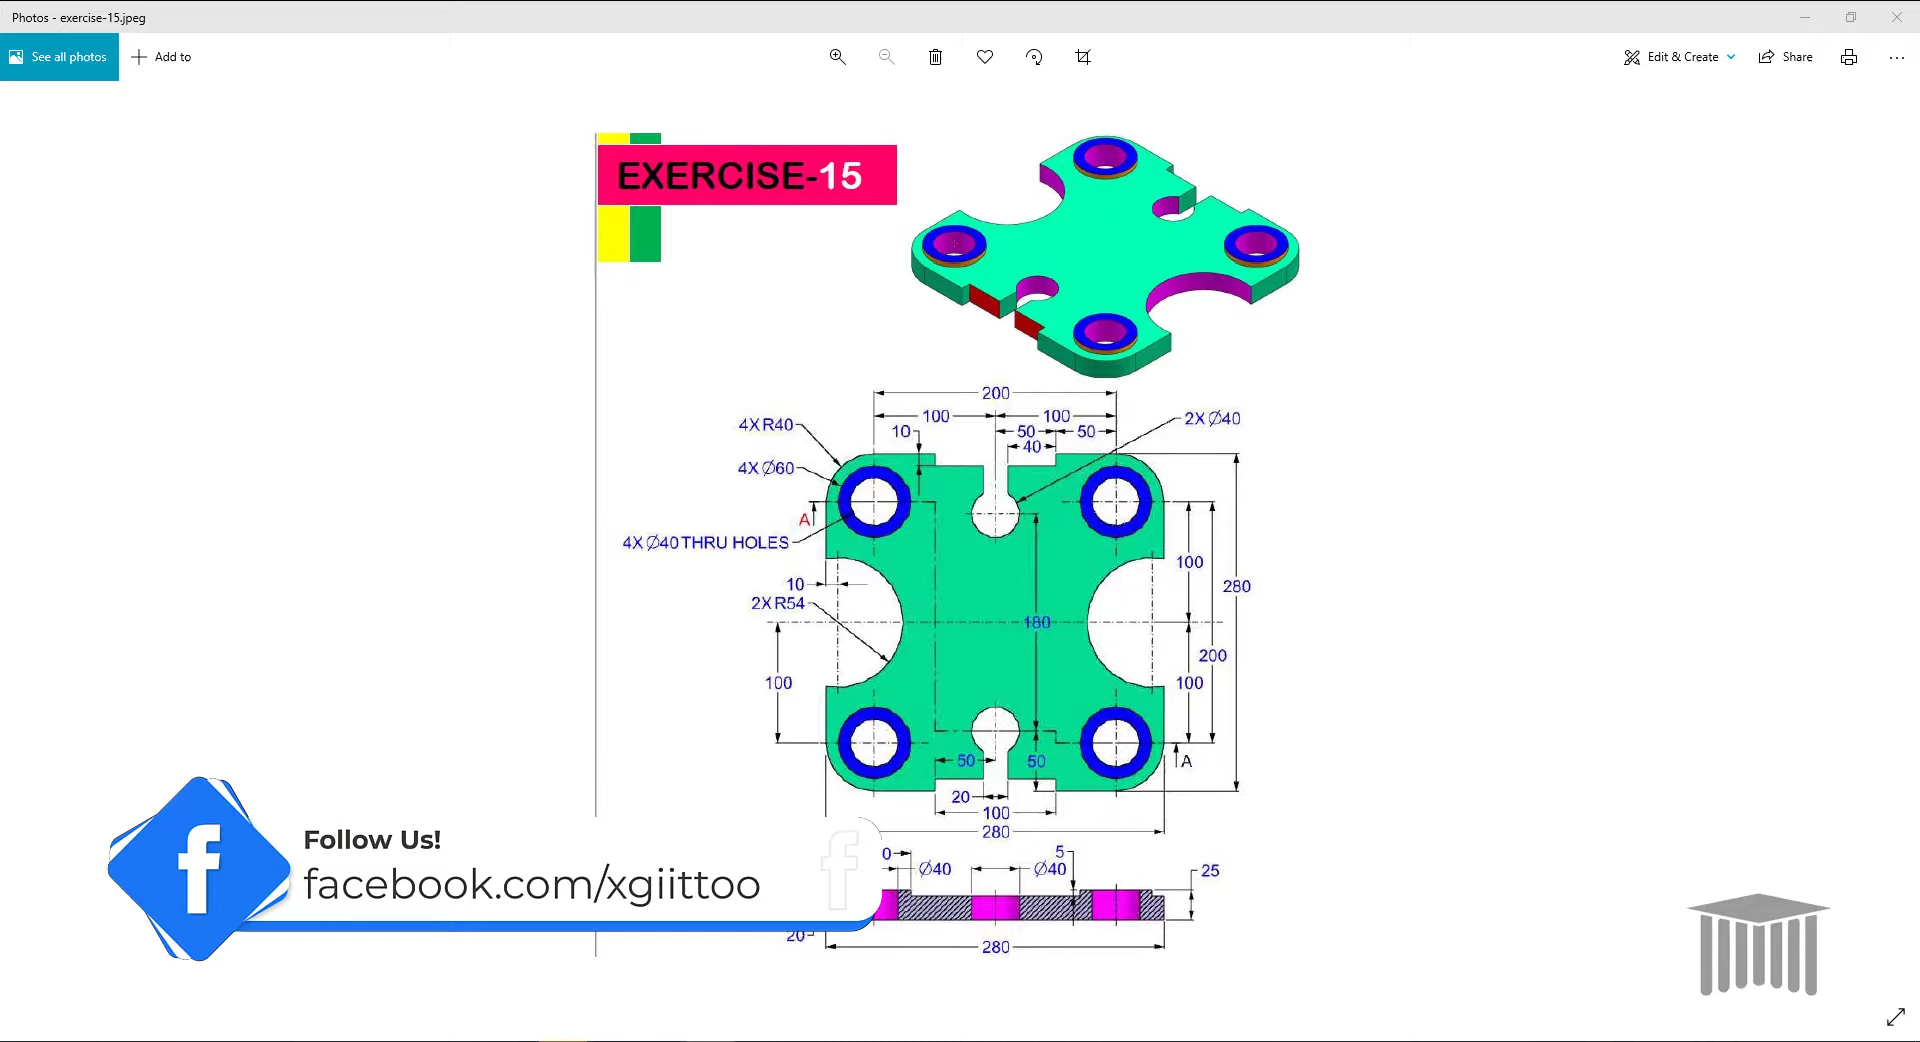 Photos - exercise-15.jpeg
See all photos
Add to
Edit & Create
Share
EXERCISE-15
200
100 100
4X R40
10 50 50
40
2X Ø40
4X Ø60
A
4X Ø40 THRU HOLES
100
10
280
2X R54
180
200
100
100
50
50
A
20
100
280
Follow Us!
facebook.com/xgiittoo
0
Ø40
5
Ø40
25
20
280